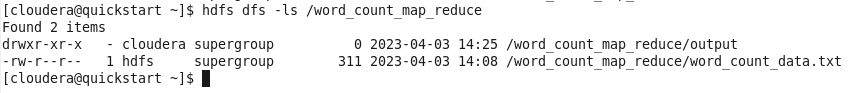 [cloudera@quickstart ~]$ hdfs dfs -ls /word_count_map_reduce
Found 2 items
drwxr-xr-x   - cloudera supergroup          0 2023-04-03 14:25 /word_count_map_reduce/output
-rw-r--r--   1 hdfs     supergroup        311 2023-04-03 14:08 /word_count_map_reduce/word_count_data.txt
[cloudera@quickstart ~]$